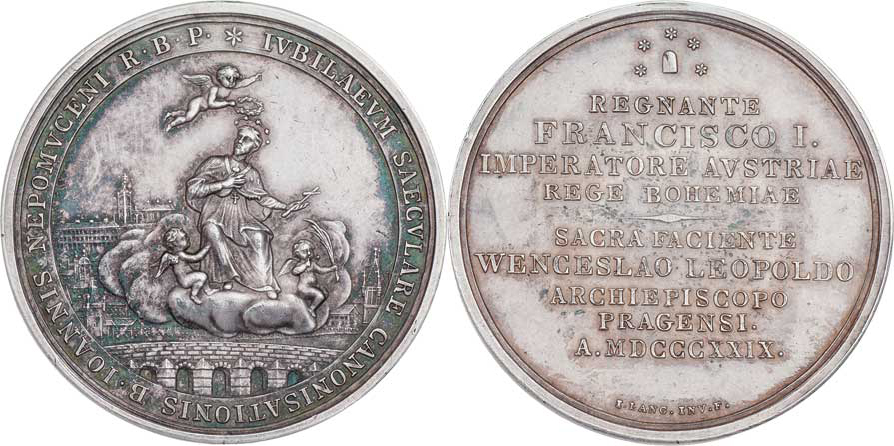 IVBILAEVM SAECVLARE CANONISATIONIS B. IOANNIS NEPOMVCENI R·B·P·
REGNANTE
FRANCISCO I.
IMPERATORE AVSTRIAE
REGE BOHEMIAE
SACRA FACIENTE
WENCESLAO LEOPOLDO
ARCHIEPISCOPO
PRAGENSI.
A. MDCCCXXIX.
I. LANG. INV. F.